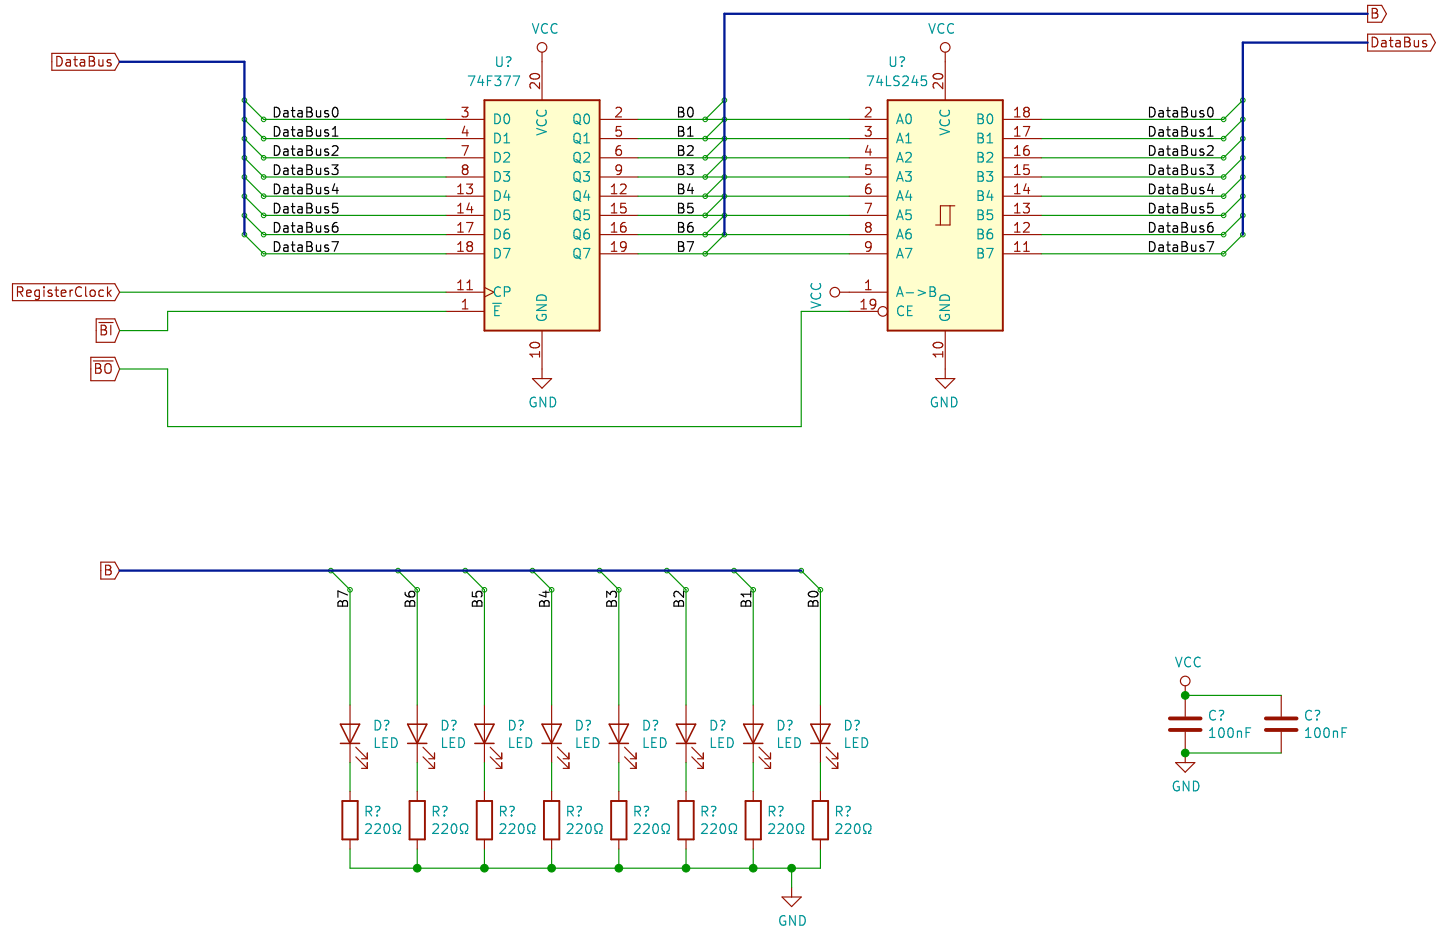 B
VCC
VCC
DataBus
DataBus
U?
74F377
20
VCC
U?
74LS245
20
VCC
DataBus0 3 D0 Q0 2 B0 2 A0 B0 18 DataBus0
DataBus1 4 D1 Q1 5 B1 3 A1 B1 17 DataBus1
DataBus2 7 D2 Q2 6 B2 4 A2 B2 16 DataBus2
DataBus3 8 D3 Q3 9 B3 5 A3 B3 15 DataBus3
DataBus4 13 D4 Q4 12 B4 6 A4 B4 14 DataBus4
DataBus5 14 D5 Q5 15 B5 7 A5 B5 13 DataBus5
DataBus6 17 D6 Q6 16 B6 8 A6 B6 12 DataBus6
DataBus7 18 D7 Q7 19 B7 9 A7 B7 11 DataBus7
RegisterClock 11 CP VCC 1 A->B
1 E GND 19 CE GND
BI
10 10
BO
GND GND
B
B7 B6 B5 B4 B3 B2 B1 B0
VCC
D? D? D? D? D? D? D? D? C? C?
LED LED LED LED LED LED LED LED 100nF 100nF
GND
R? R? R? R? R? R? R? R?
220Ω 220Ω 220Ω 220Ω 220Ω 220Ω 220Ω 220Ω
GND